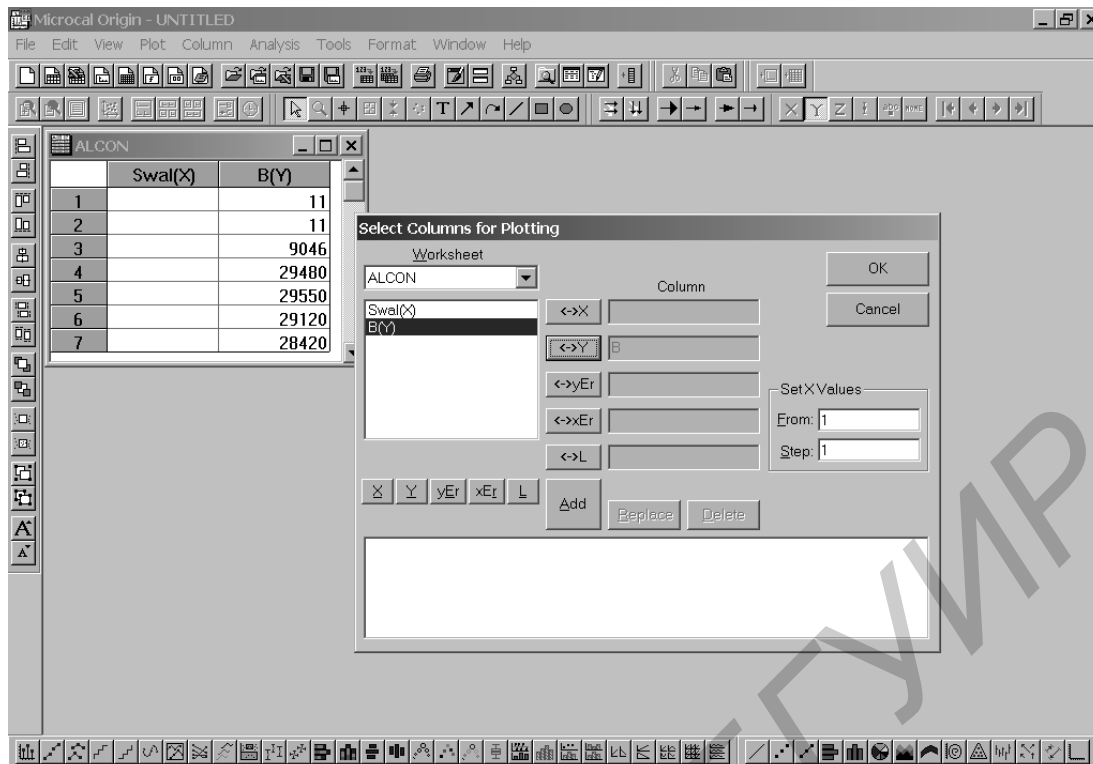 Microcal Origin - UNTITLED
File Edit View Plot Column Analysis Tools Format Window Help
ALCON
Swal(X) B(Y)
1 11
2 11
3 9046
4 29480
5 29550
6 29120
7 28420
Select Columns for Plotting
Worksheet
ALCON
Swal(X)
B(Y)
Column
<->X
<->Y B
<->yEr
<->xEr
<->L
OK
Cancel
Set X Values
From: 1
Step: 1
X Y yEr xEr L
Add
Replace Delete
T
X Y Z
NONE
A
A
ГУИР